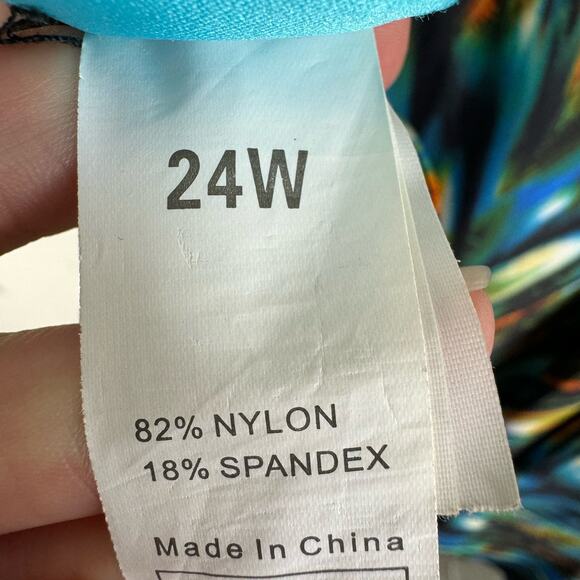 24W
82% NYLON
18% SPANDEX
Made In China